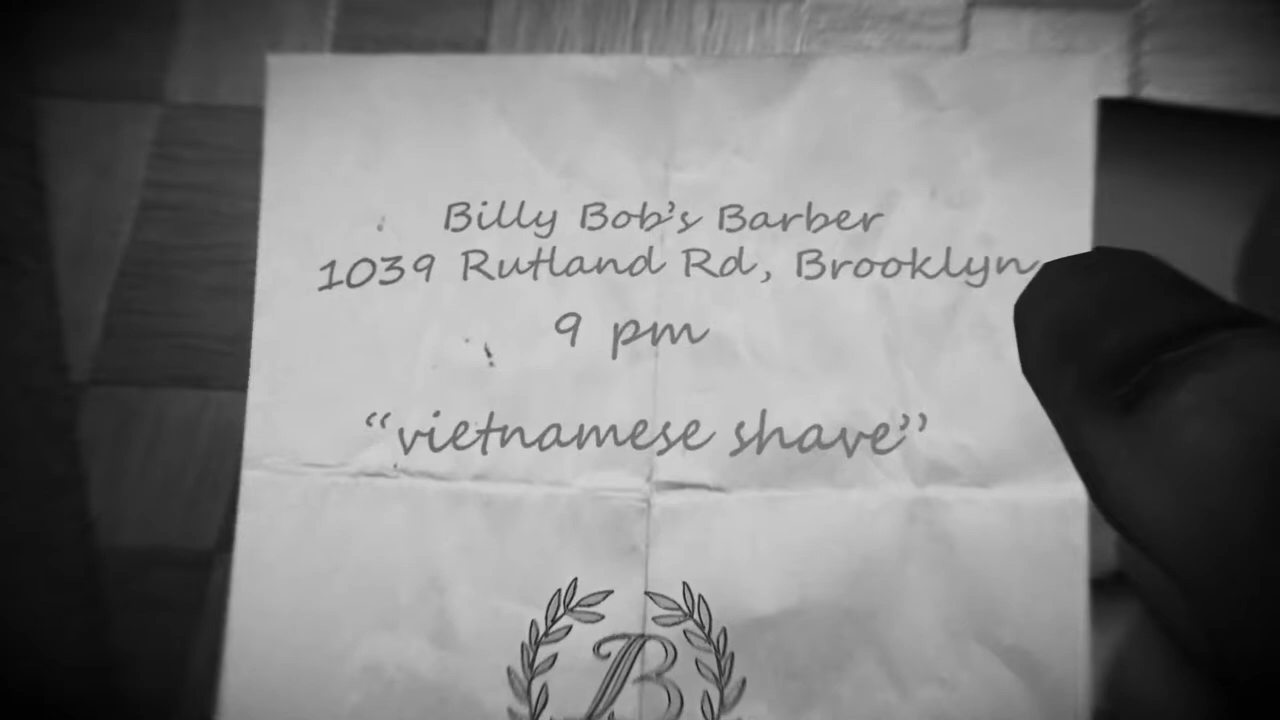 Billy Bob's Barber
1039 Rutland Rd, Brooklyn
9 pm
“vietnamese shave”
B